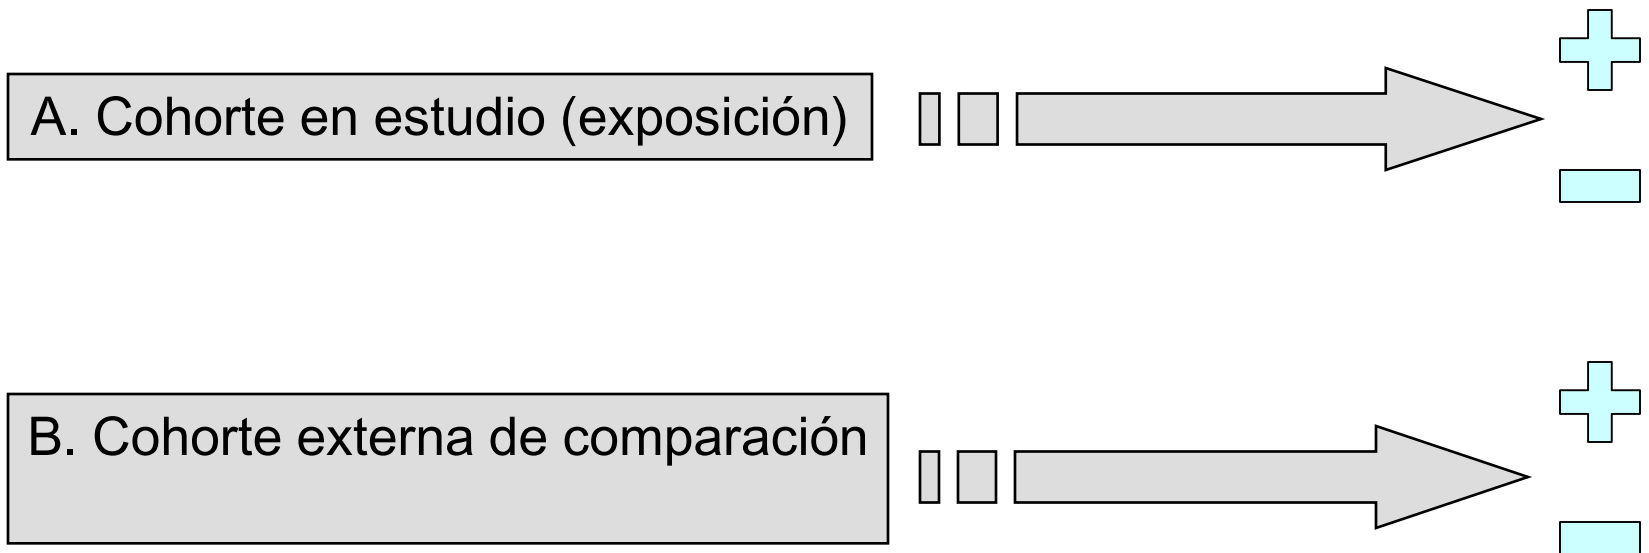 A. Cohorte en estudio (exposición)
B. Cohorte externa de comparación